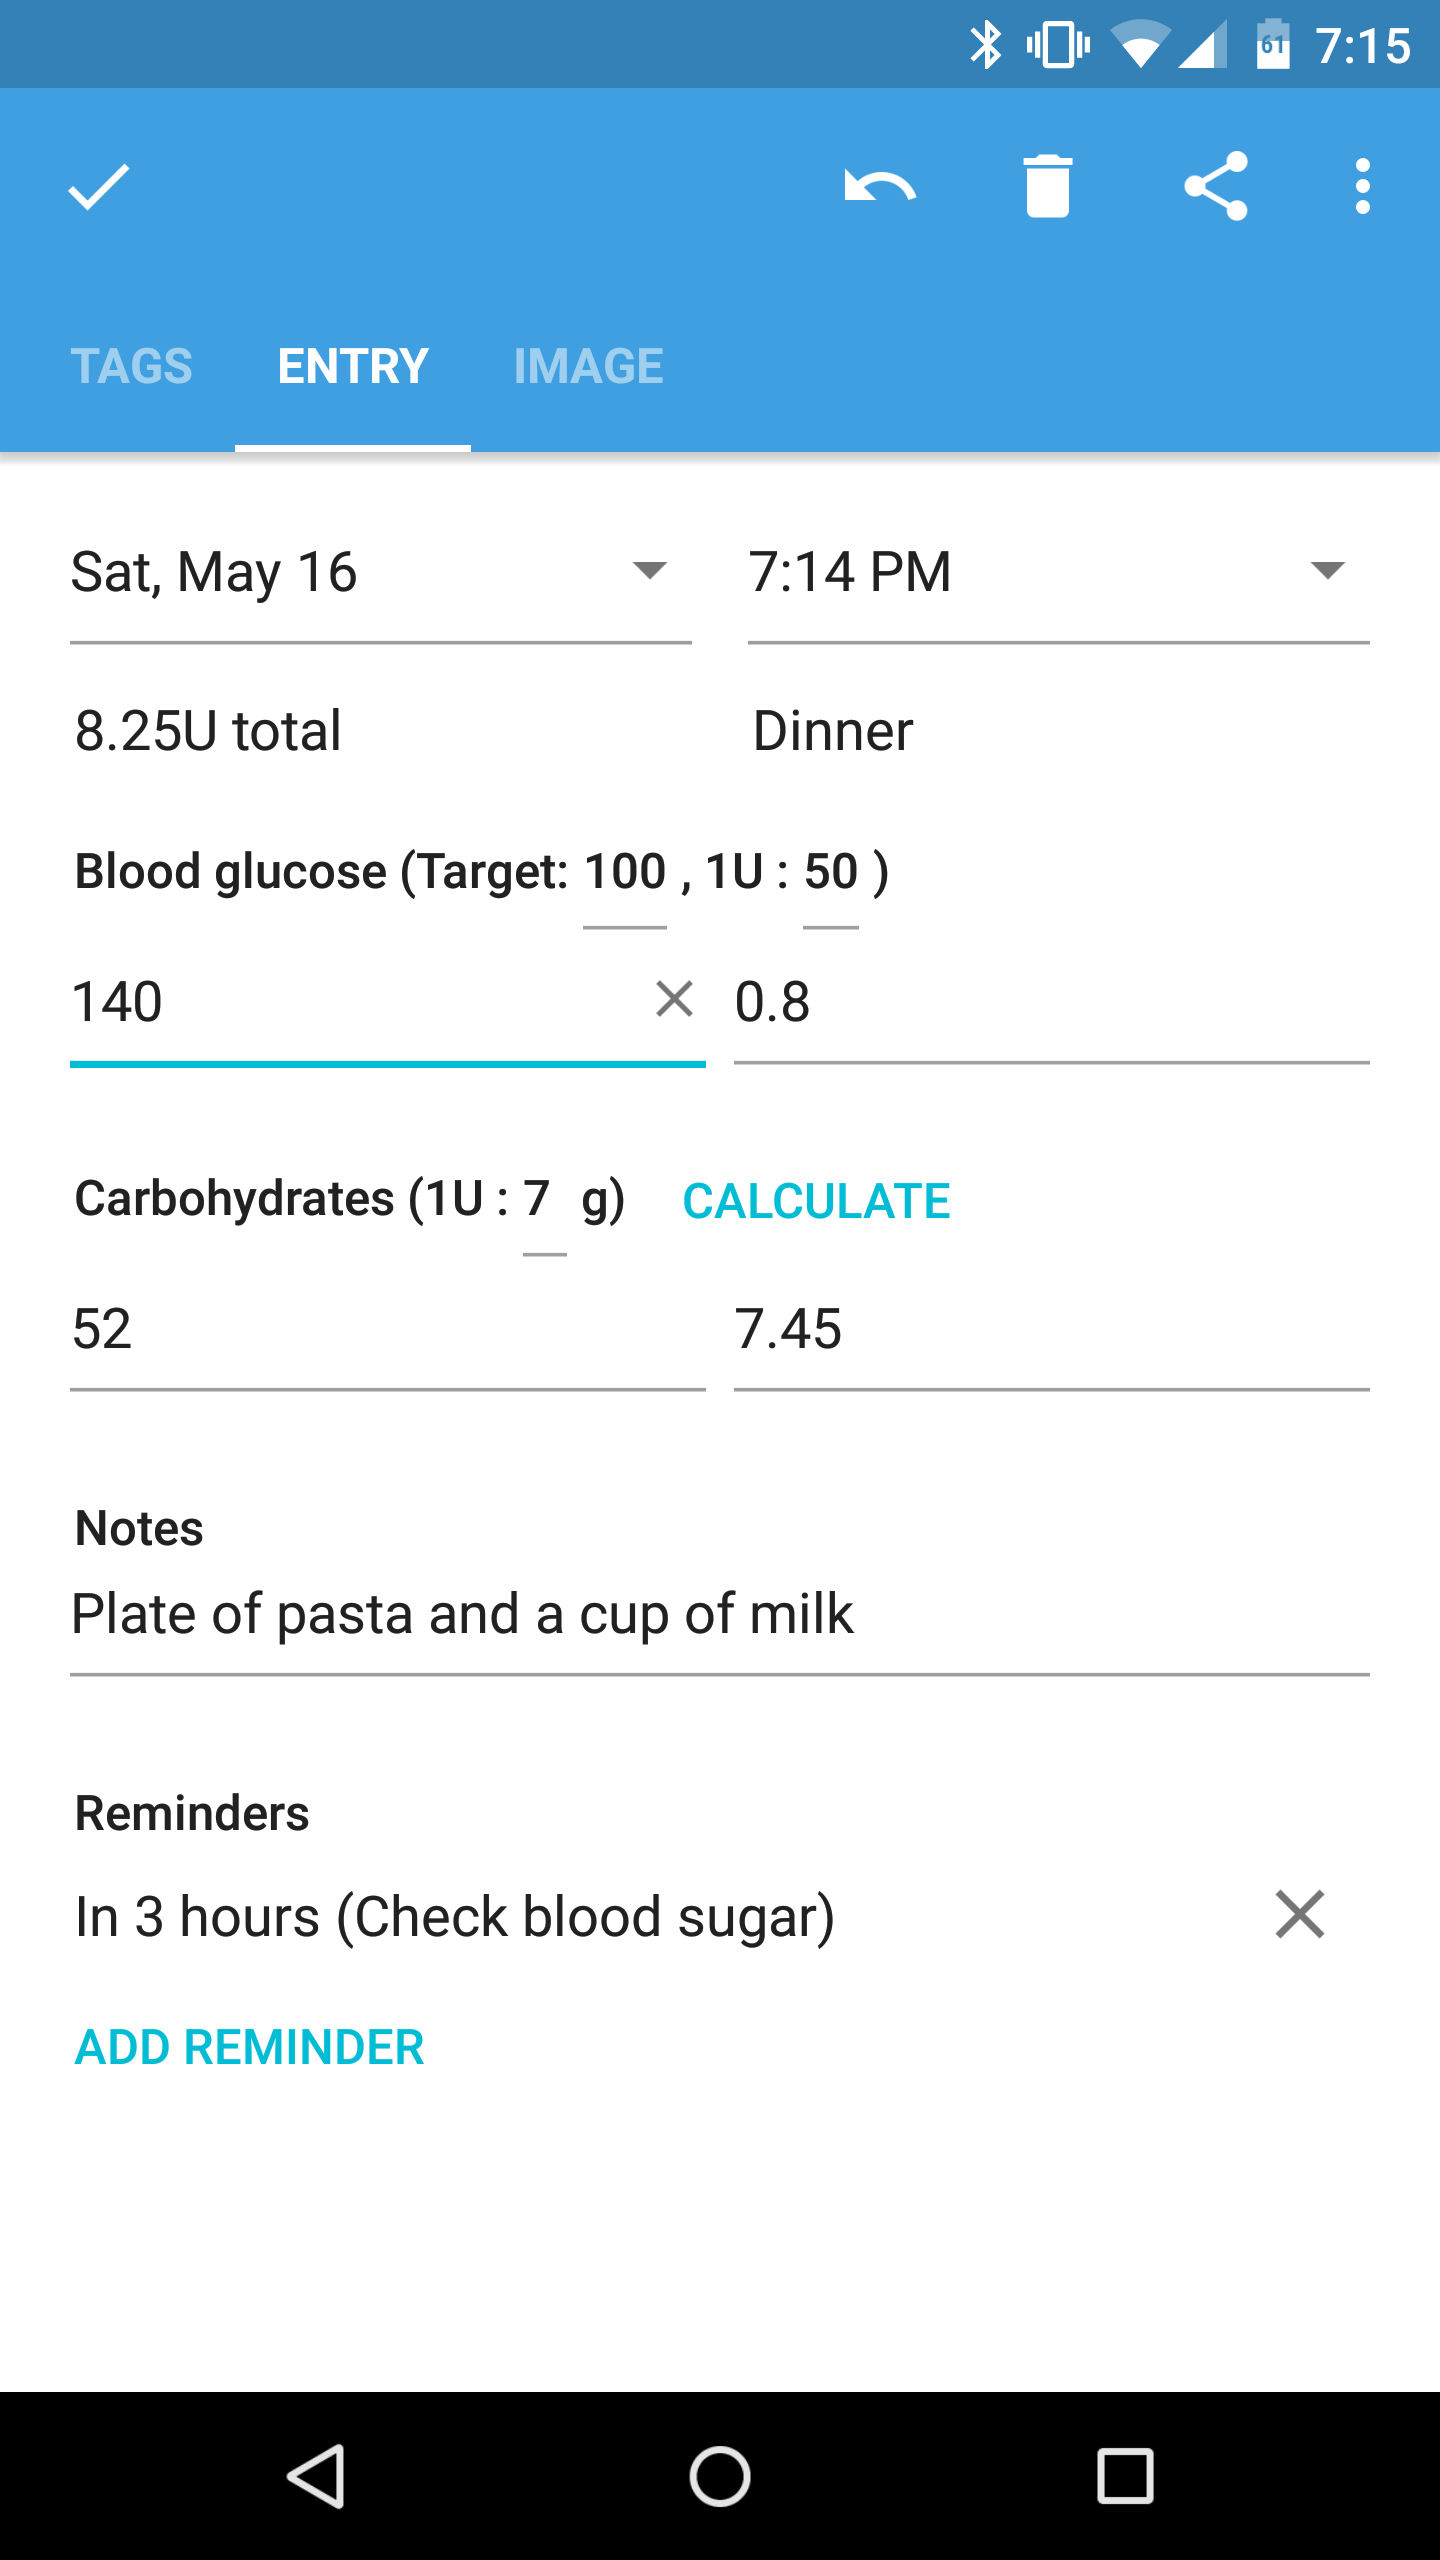 61 7:15
TAGS ENTRY IMAGE
Sat, May 16 7:14 PM
8.25U total Dinner
Blood glucose (Target: 100 , 1U : 50 )
140 0.8
Carbohydrates (1U : 7 g) CALCULATE
52 7.45
Notes
Plate of pasta and a cup of milk
Reminders
In 3 hours (Check blood sugar)
ADD REMINDER